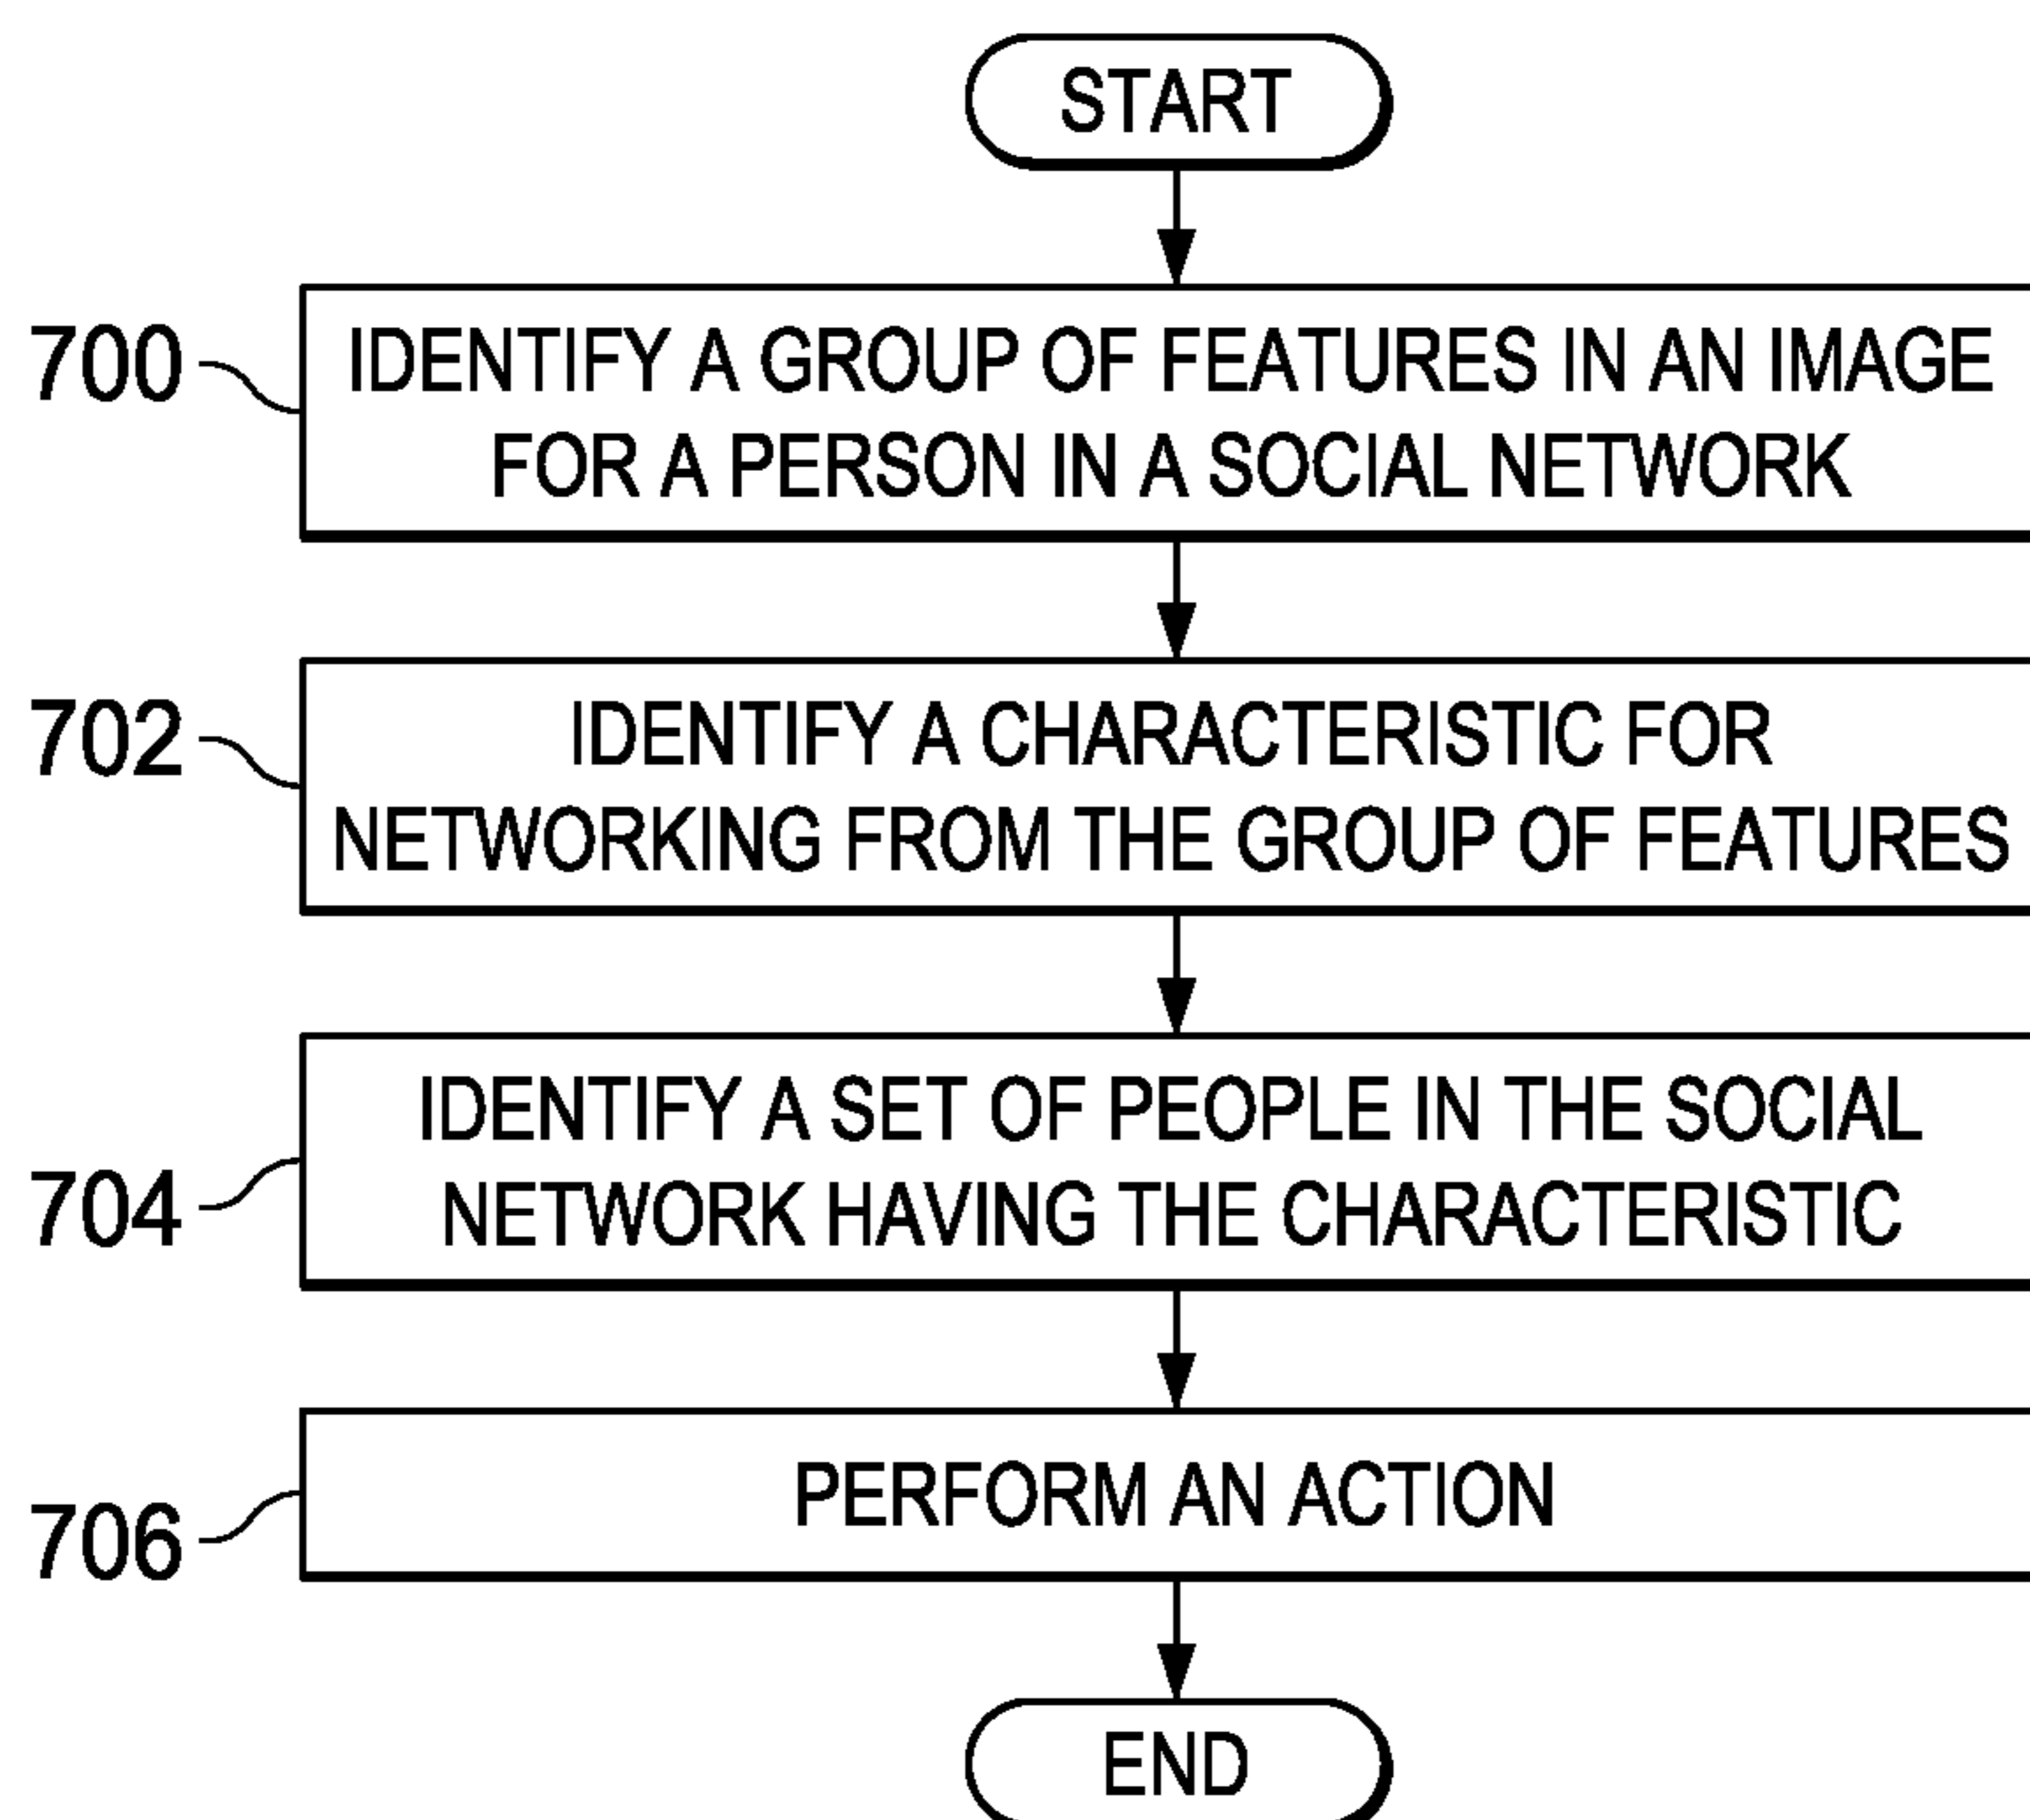 START
700
IDENTIFY A GROUP OF FEATURES IN AN IMAGE
FOR A PERSON IN A SOCIAL NETWORK
702
IDENTIFY A CHARACTERISTIC FOR
NETWORKING FROM THE GROUP OF FEATURES
704
IDENTIFY A SET OF PEOPLE IN THE SOCIAL
NETWORK HAVING THE CHARACTERISTIC
706
PERFORM AN ACTION
END